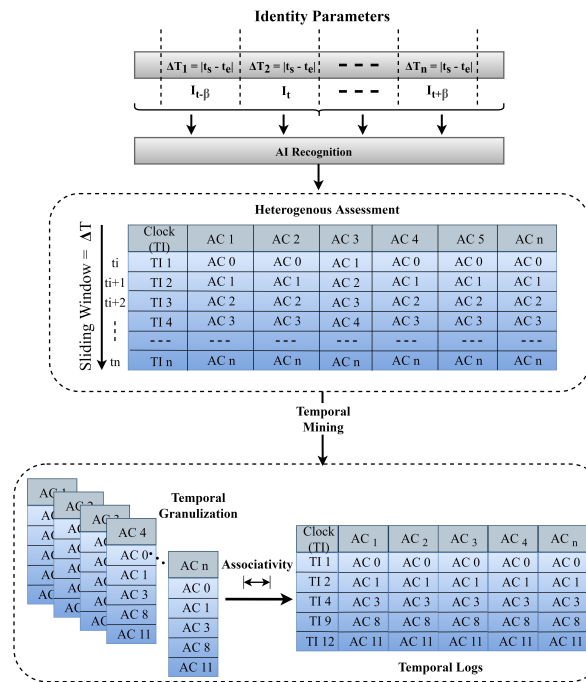 Identity Parameters
ΔT1 = |ts - te| ΔT2 = |ts - te| --- ΔTn = |ts - te|
It-β It --- It+β
AI Recognition
Heterogenous Assessment
Sliding Window = ΔT
ti
ti+1
ti+2
tn
Clock (TI) AC 1 AC 2 AC 3 AC 4 AC 5 AC n
TI 1 AC 0 AC 0 AC 1 AC 0 AC 0 AC 0
TI 2 AC 1 AC 1 AC 2 AC 1 AC 1 AC 1
TI 3 AC 2 AC 2 AC 3 AC 2 AC 2 AC 2
TI 4 AC 3 AC 3 AC 4 AC 3 AC 3 AC 3
--- --- --- --- --- --- ---
TI n AC n AC n AC n AC n AC n AC n
Temporal
Mining
Temporal
Granulization
AC 4
AC 0
AC 1
AC 3
AC 8
AC 11
AC n
AC 0
AC 1
AC 3
AC 8
AC 11
Associativity
Clock (TI) AC 1 AC 2 AC 3 AC 4 AC n
TI 1 AC 0 AC 0 AC 0 AC 0 AC 0
TI 2 AC 1 AC 1 AC 1 AC 1 AC 1
TI 4 AC 3 AC 3 AC 3 AC 3 AC 3
TI 9 AC 8 AC 8 AC 8 AC 8 AC 8
TI 12 AC 11 AC 11 AC 11 AC 11 AC 11
Temporal Logs